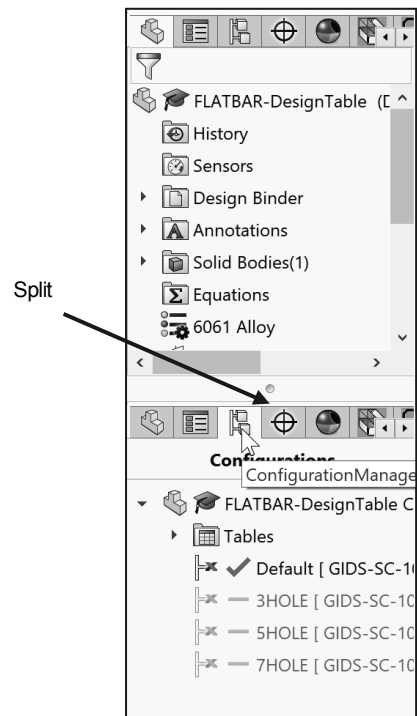 FLATBAR-DesignTable (D
History
Sensors
Design Binder
A Annotations
Solid Bodies(1)
Split
Σ Equations
6061 Alloy
Configurations
ConfigurationManage
FLATBAR-DesignTable C
Tables
Default [ GIDS-SC-10
3HOLE [ GIDS-SC-10
5HOLE [ GIDS-SC-10
7HOLE [ GIDS-SC-10